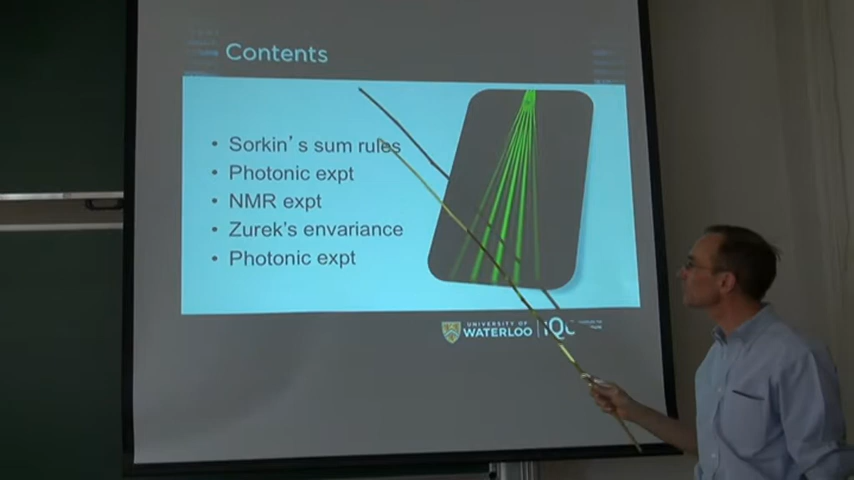 Contents
• Sorkin's sum rules
• Photonic expt
• NMR expt
• Zurek's envariance
• Photonic expt
UNIVERSITY OF
WATERLOO
IQC